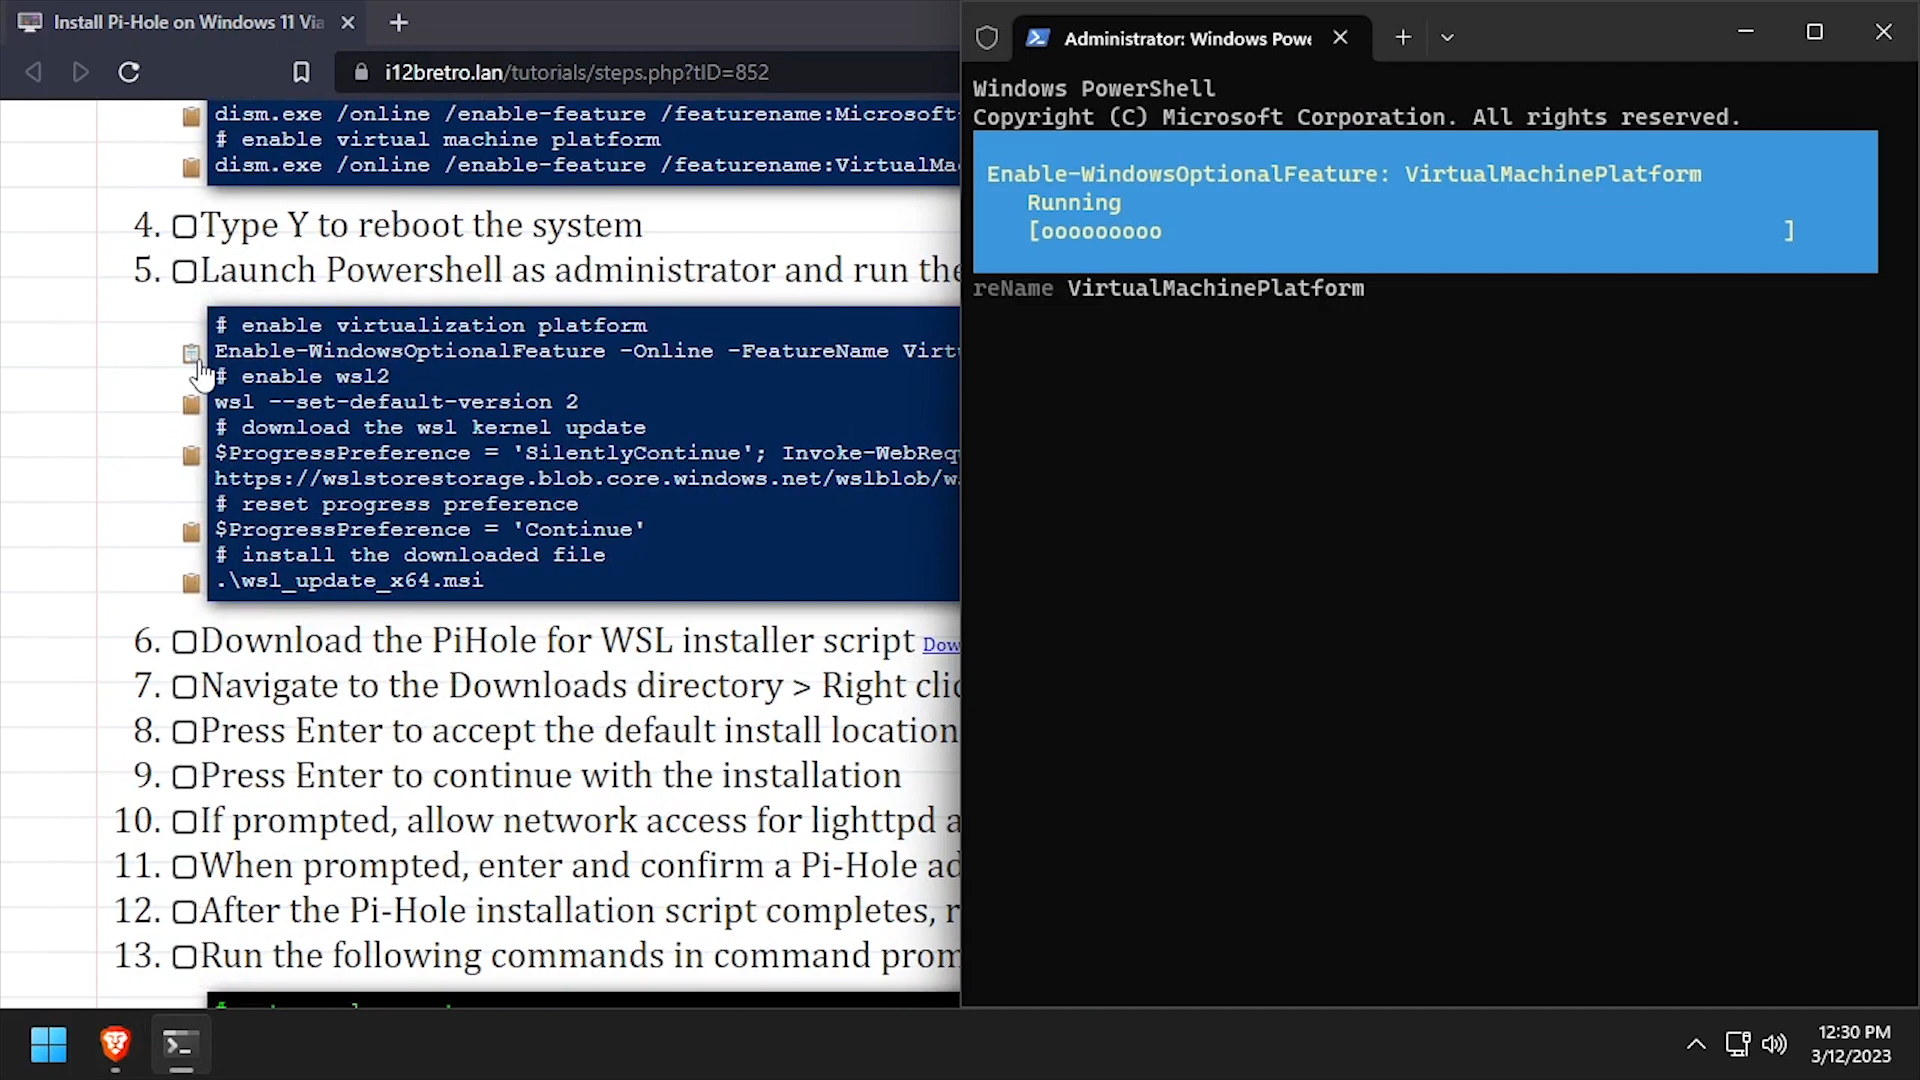 Install Pi-Hole on Windows 11 Via
i12bretro.lan/tutorials/steps.php?tID=852
dism.exe /online /enable-feature /featurename:Microsoft-
# enable virtual machine platform
dism.exe /online /enable-feature /featurename:VirtualMa
4. Type Y to reboot the system
5. Launch Powershell as administrator and run the
# enable virtualization platform
Enable-WindowsOptionalFeature -Online -FeatureName Virt
# enable wsl2
wsl --set-default-version 2
# download the wsl kernel update
$ProgressPreference = 'SilentlyContinue'; Invoke-WebReq
https://wslstorestorage.blob.core.windows.net/wslblob/w
# reset progress preference
$ProgressPreference = 'Continue'
# install the downloaded file
.\wsl_update_x64.msi
6. Download the PiHole for WSL installer script Dow
7. Navigate to the Downloads directory > Right clic
8. Press Enter to accept the default install location
9. Press Enter to continue with the installation
10. If prompted, allow network access for lighttpd a
11. When prompted, enter and confirm a Pi-Hole ad
12. After the Pi-Hole installation script completes, r
13. Run the following commands in command prom
Administrator: Windows Powe
Windows PowerShell
Copyright (C) Microsoft Corporation. All rights reserved.
Enable-WindowsOptionalFeature: VirtualMachinePlatform
Running
[ooooooooo ]
reName VirtualMachinePlatform
12:30 PM
3/12/2023